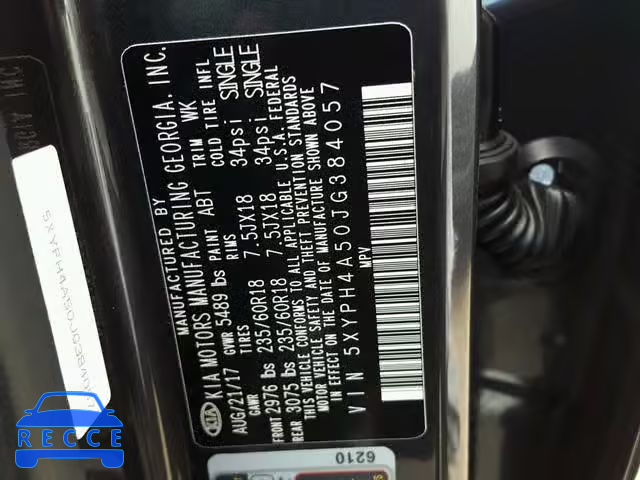 MANUFACTURED BY
KIA KIA MOTORS MANUFACTURING GEORGIA, INC.
AUG/21/17 GVWR 5489 lbs PAINT ABT TRIM WK
GAWR TIRES RIMS COLD TIRE INFL
FRONT 2976 lbs 235/60R18 7.5JX18 34psi SINGLE
REAR 3075 lbs 235/60R18 7.5JX18 34psi SINGLE
THIS VEHICLE CONFORMS TO ALL APPLICABLE U.S.A. FEDERAL
MOTOR VEHICLE SAFETY AND THEFT PREVENTION STANDARDS
IN EFFECT ON THE DATE OF MANUFACTURE SHOWN ABOVE
VIN 5XYPH4A50JG384057
MPV
6210
RECCE